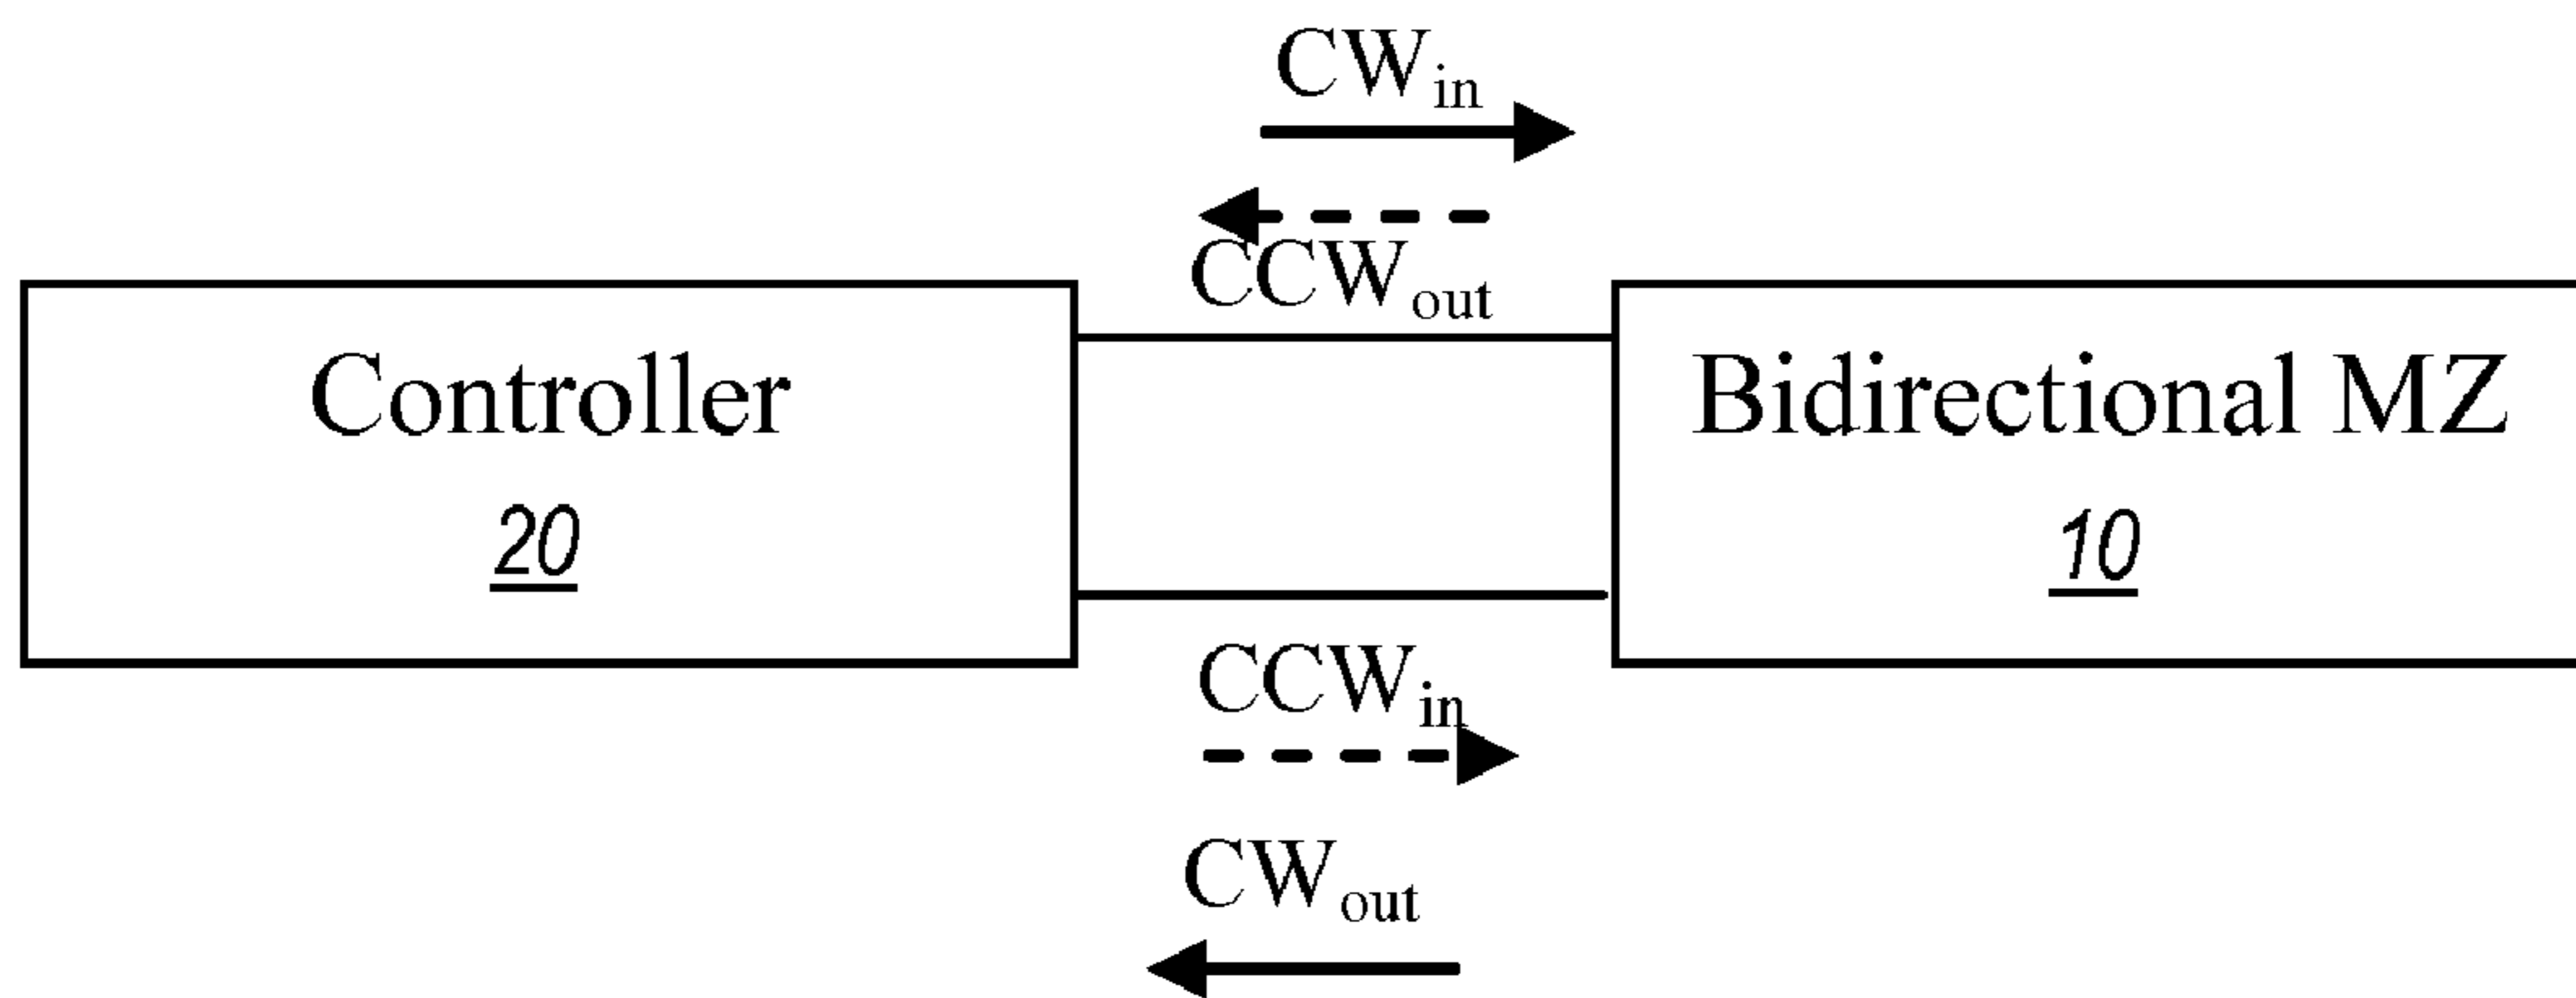 CWin
CCWout
Controller
20
Bidirectional MZ
10
CCWin
CWout